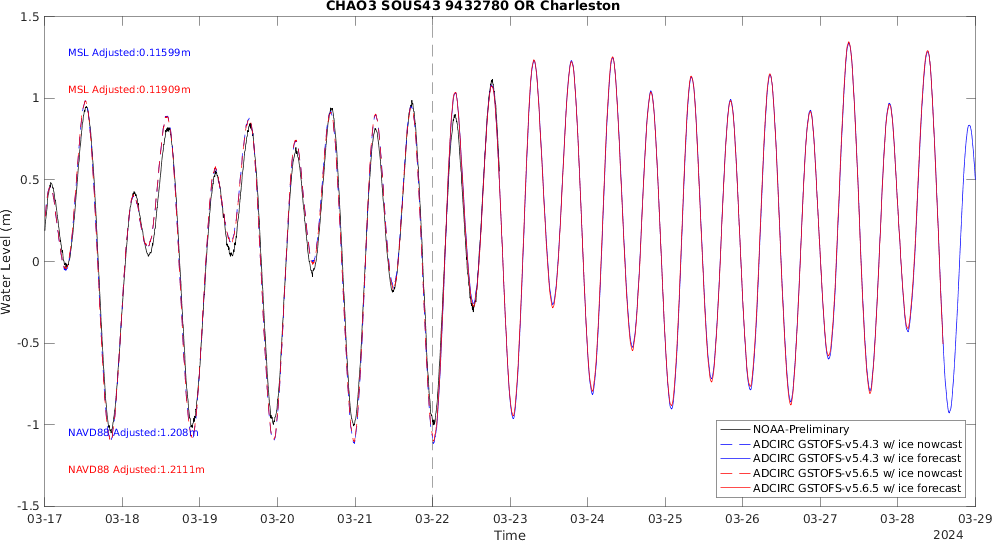 CHAO3 SOUS43 9432780 OR Charleston
1.5
1
0.5
0
-0.5
-1
-1.5
Water Level (m)
MSL Adjusted:0.11599m
MSL Adjusted:0.11909m
NAVD88 Adjusted:1.208m
NAVD88 Adjusted:1.2111m
NOAA-Preliminary
ADCIRC GSTOFS-v5.4.3 w/ ice nowcast
ADCIRC GSTOFS-v5.4.3 w/ ice forecast
ADCIRC GSTOFS-v5.6.5 w/ ice nowcast
ADCIRC GSTOFS-v5.6.5 w/ ice forecast
03-17 03-18 03-19 03-20 03-21 03-22 03-23 03-24 03-25 03-26 03-27 03-28 03-29
Time
2024